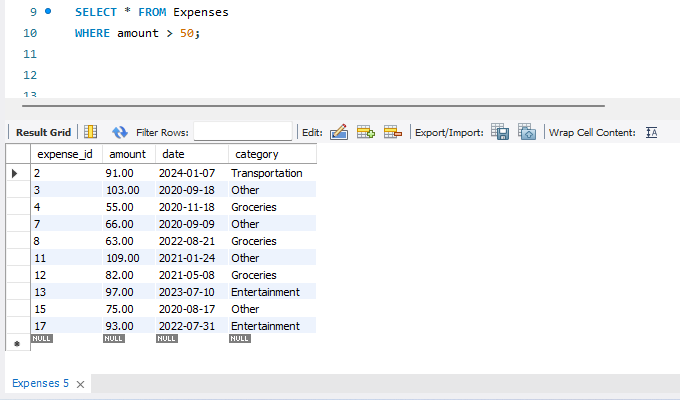 9 SELECT * FROM Expenses
10 WHERE amount > 50;
11
12
13
Result Grid Filter Rows: Edit: Export/Import: Wrap Cell Content: IA
expense_id amount date category
2 91.00 2024-01-07 Transportation
3 103.00 2020-09-18 Other
4 55.00 2020-11-18 Groceries
7 66.00 2020-09-09 Other
8 63.00 2022-08-21 Groceries
11 109.00 2021-01-24 Other
12 82.00 2021-05-08 Groceries
13 97.00 2023-07-10 Entertainment
15 75.00 2020-08-17 Other
17 93.00 2022-07-31 Entertainment
NULL NULL NULL NULL
Expenses 5